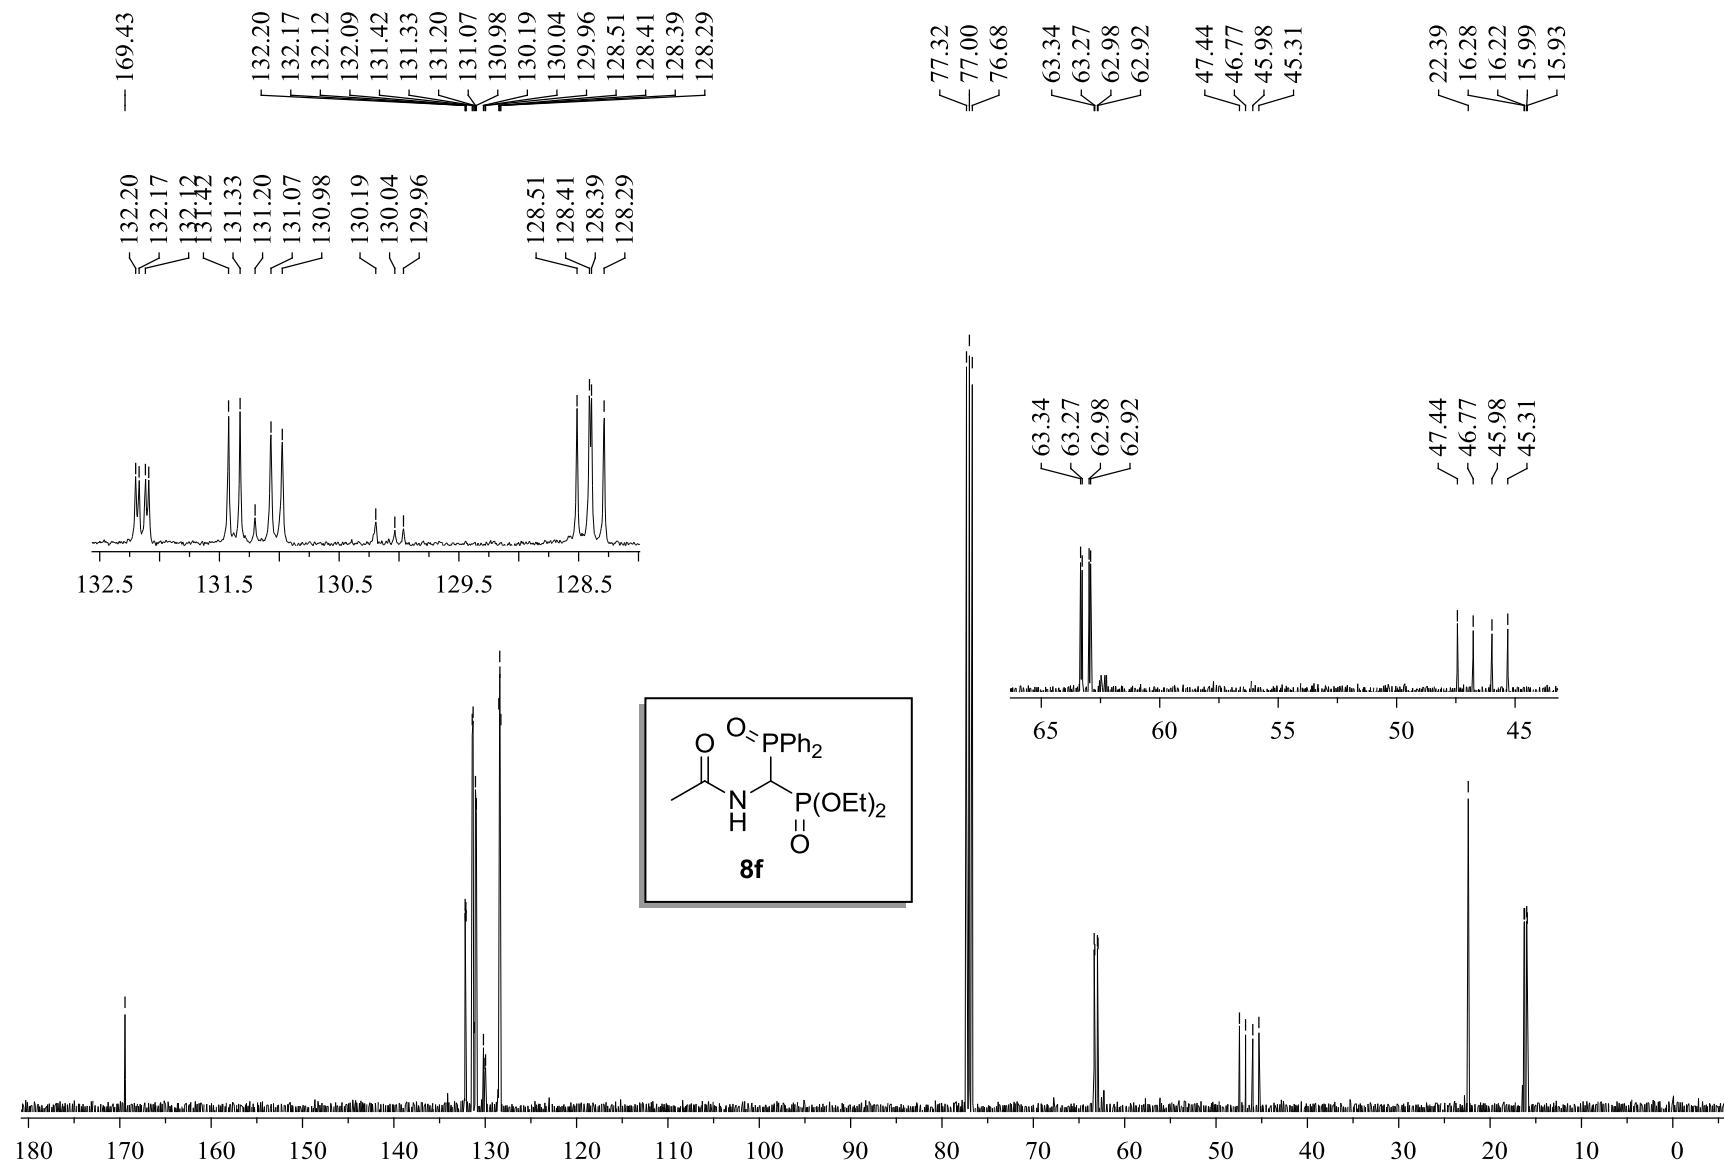 169.43 132.20 132.17 132.12 132.09 131.42 131.33 131.20 131.07 130.98 130.19 130.04 129.96 128.51 128.41 128.39 128.29 77.32 77.00 76.68 63.34 63.27 62.98 62.92 47.44 46.77 45.98 45.31 22.39 16.28 16.22 15.99 15.93
132.20 132.17 132.12 131.42 131.33 131.20 131.07 130.98 130.19 130.04 129.96 128.51 128.41 128.39 128.29
132.5 131.5 130.5 129.5 128.5
63.34 63.27 62.98 62.92 47.44 46.77 45.98 45.31
65 60 55 50 45
O
O PPh2
N
H
P(OEt)2
O
8f
180 170 160 150 140 130 120 110 100 90 80 70 60 50 40 30 20 10 0